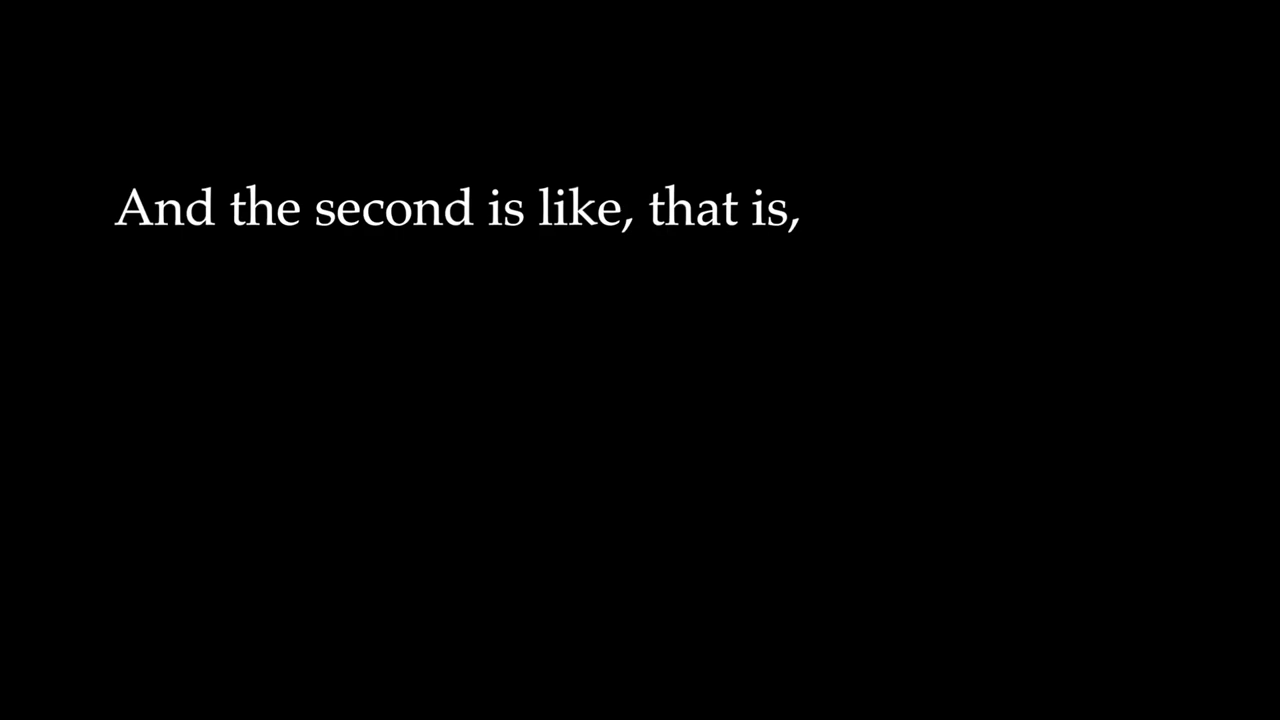 And the second is like, that is,